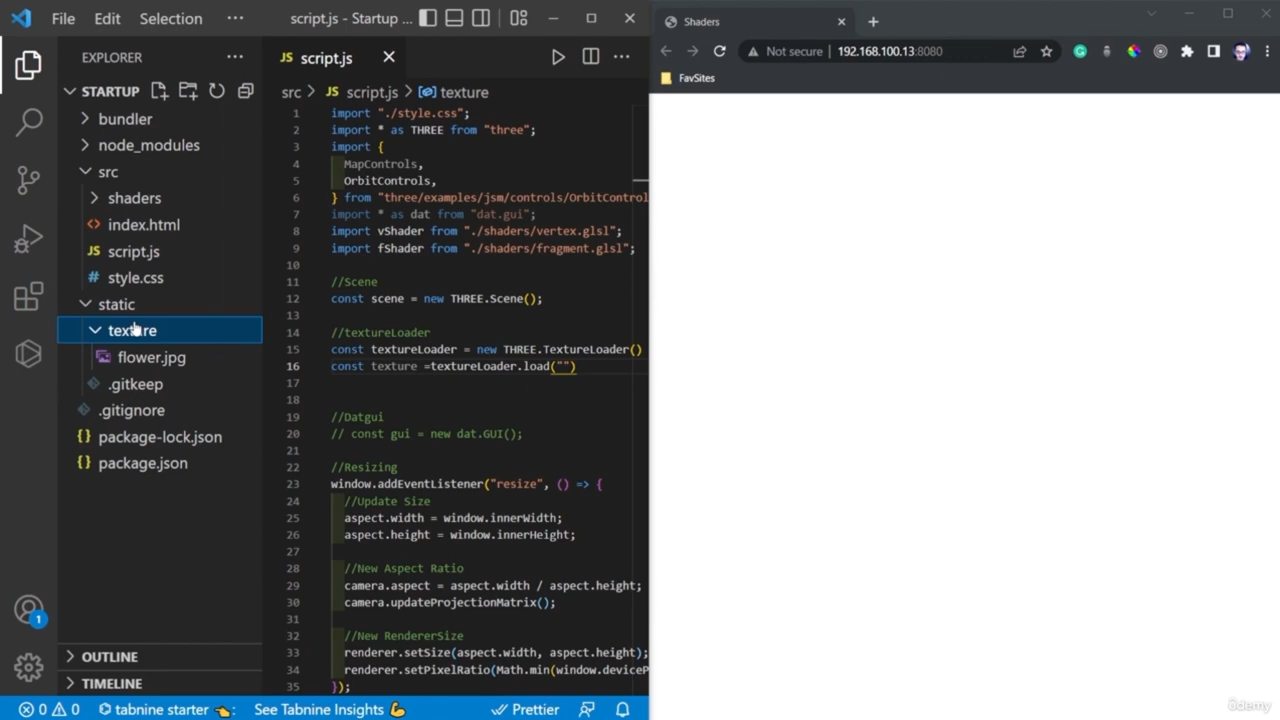 File Edit Selection ··· script.js - Startup ...
EXPLORER ···
STARTUP
bundler
node_modules
src
shaders
index.html
JS script.js
# style.css
static
texture
flower.jpg
.gitkeep
.gitignore
{} package-lock.json
{} package.json
OUTLINE
TIMELINE
JS script.js
src > JS script.js > texture
1 import "./style.css";
2 import * as THREE from "three";
3 import {
4 MapControls,
5 OrbitControls,
6 } from "three/examples/jsm/controls/OrbitControl
7 import * as dat from "dat.gui";
8 import vShader from "./shaders/vertex.glsl";
9 import fShader from "./shaders/fragment.glsl";
10
11 //Scene
12 const scene = new THREE.Scene();
13
14 //textureLoader
15 const textureLoader = new THREE.TextureLoader()
16 const texture =textureLoader.load("")
17
18
19 //Datgui
20 // const gui = new dat.GUI();
21
22 //Resizing
23 window.addEventListener("resize", () => {
24 //Update Size
25 aspect.width = window.innerWidth;
26 aspect.height = window.innerHeight;
27
28 //New Aspect Ratio
29 camera.aspect = aspect.width / aspect.height;
30 camera.updateProjectionMatrix();
31
32 //New RendererSize
33 renderer.setSize(aspect.width, aspect.height);
34 renderer.setPixelRatio(Math.min(window.deviceP
35 });
1
0 0 tabnine starter : See Tabnine Insights Prettier
Shaders
Not secure | 192.168.100.13:8080
FavSites
ûdemy